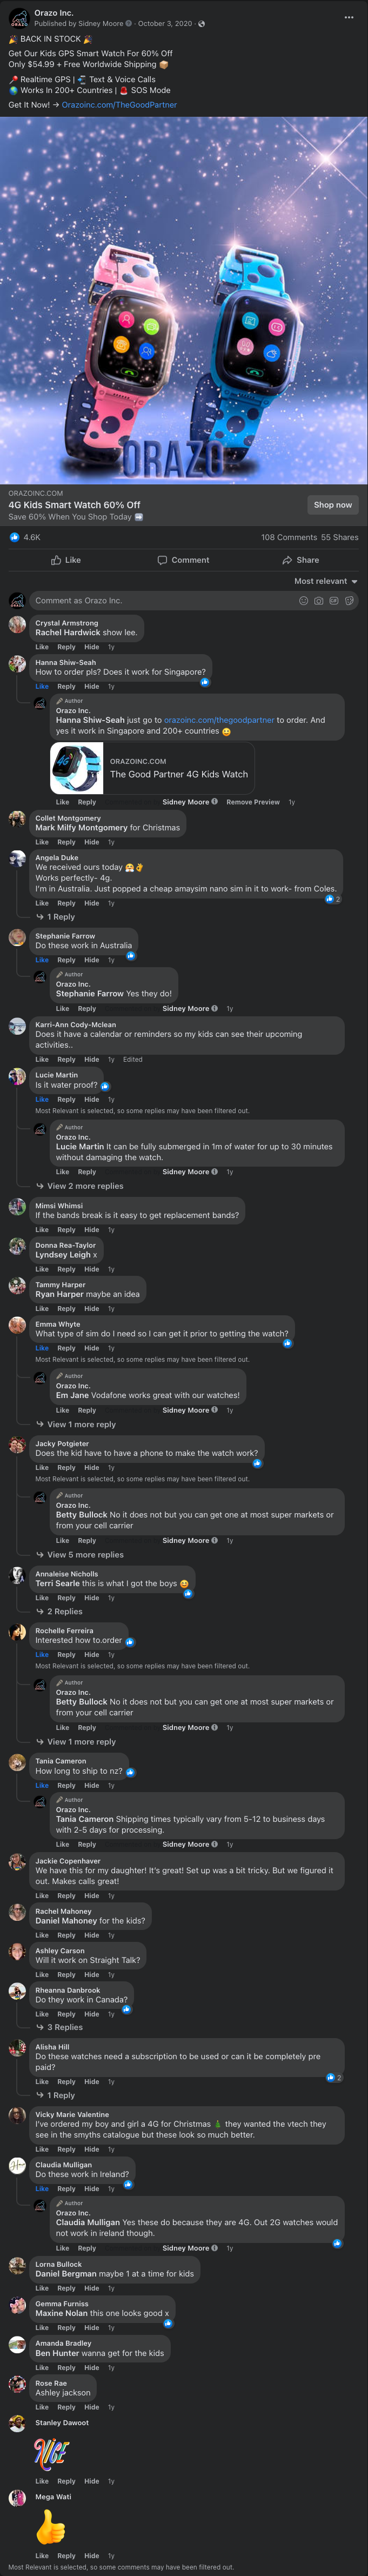 Orazo Inc.
Published by Sidney Moore · October 3, 2020 ·
🎉 BACK IN STOCK 🎉
Get Our Kids GPS Smart Watch For 60% Off
Only $54.99 + Free Worldwide Shipping 📦
📍 Realtime GPS | 📲 Text & Voice Calls
🌍 Works In 200+ Countries | 🚨 SOS Mode
Get It Now! → Orazoinc.com/TheGoodPartner
ORAZO
ORAZOINC.COM
4G Kids Smart Watch 60% Off
Save 60% When You Shop Today ➡️
Shop now
4.6K
108 Comments 55 Shares
Like Comment Share
Most relevant
Comment as Orazo Inc.
Crystal Armstrong
Rachel Hardwick show lee.
Like Reply Hide 1y
Hanna Shiw-Seah
How to order pls? Does it work for Singapore?
Like Reply Hide 1y
Author
Orazo Inc.
Hanna Shiw-Seah just go to orazoinc.com/thegoodpartner to order. And
yes it work in Singapore and 200+ countries 😉
4G
ORAZOINC.COM
The Good Partner 4G Kids Watch
Like Reply Sidney Moore Remove Preview 1y
Collet Montgomery
Mark Milfy Montgomery for Christmas
Like Reply Hide 1y
Angela Duke
We received ours today
Works perfectly- 4g.
I'm in Australia. Just popped a cheap amaysim nano sim in it to work- from Coles.
Like Reply Hide 1y
2
1 Reply
Stephanie Farrow
Do these work in Australia
Like Reply Hide 1y
Author
Orazo Inc.
Stephanie Farrow Yes they do!
Like Reply Sidney Moore 1y
Karri-Ann Cody-Mclean
Does it have a calendar or reminders so my kids can see their upcoming
activities..
Like Reply Hide 1y Edited
Lucie Martin
Is it water proof?
Like Reply Hide 1y
Most Relevant is selected, so some replies may have been filtered out.
Author
Orazo Inc.
Lucie Martin It can be fully submerged in 1m of water for up to 30 minutes
without damaging the watch.
Like Reply Sidney Moore 1y
View 2 more replies
Mimsi Whimsi
If the bands break is it easy to get replacement bands?
Like Reply Hide 1y
Donna Rea-Taylor
Lyndsey Leigh x
Like Reply Hide 1y
Tammy Harper
Ryan Harper maybe an idea
Like Reply Hide 1y
Emma Whyte
What type of sim do I need so I can get it prior to getting the watch?
Like Reply Hide 1y
Most Relevant is selected, so some replies may have been filtered out.
Author
Orazo Inc.
Em Jane Vodafone works great with our watches!
Like Reply Sidney Moore 1y
View 1 more reply
Jacky Potgieter
Does the kid have to have a phone to make the watch work?
Like Reply Hide 1y
Most Relevant is selected, so some replies may have been filtered out.
Author
Orazo Inc.
Betty Bullock No it does not but you can get one at most super markets or
from your cell carrier
Like Reply Sidney Moore 1y
View 5 more replies
Annaleise Nicholls
Terri Searle this is what I got the boys 😊
Like Reply Hide 1y
2 Replies
Rochelle Ferreira
Interested how to.order
Like Reply Hide 1y
Most Relevant is selected, so some replies may have been filtered out.
Author
Orazo Inc.
Betty Bullock No it does not but you can get one at most super markets or
from your cell carrier
Like Reply Sidney Moore 1y
View 1 more reply
Tania Cameron
How long to ship to nz?
Like Reply Hide 1y
Author
Orazo Inc.
Tania Cameron Shipping times typically vary from 5-12 to business days
with 2-5 days for processing.
Like Reply Sidney Moore 1y
Jackie Copenhaver
We have this for my daughter! It's great! Set up was a bit tricky. But we figured it
out. Makes calls great!
Like Reply Hide 1y
Rachel Mahoney
Daniel Mahoney for the kids?
Like Reply Hide 1y
Ashley Carson
Will it work on Straight Talk?
Like Reply Hide 1y
Rheanna Danbrook
Do they work in Canada?
Like Reply Hide 1y
3 Replies
Alisha Hill
Do these watches need a subscription to be used or can it be completely pre
paid?
Like Reply Hide 1y
2
1 Reply
Vicky Marie Valentine
I've ordered my boy and girl a 4G for Christmas 🎄 they wanted the vtech they
see in the smyths catalogue but these look so much better.
Like Reply Hide 1y
Claudia Mulligan
Do these work in Ireland?
Like Reply Hide 1y
Author
Orazo Inc.
Claudia Mulligan Yes these do because they are 4G. Out 2G watches would
not work in ireland though.
Like Reply Sidney Moore 1y
Lorna Bullock
Daniel Bergman maybe 1 at a time for kids
Like Reply Hide 1y
Gemma Furniss
Maxine Nolan this one looks good x
Like Reply Hide 1y
Amanda Bradley
Ben Hunter wanna get for the kids
Like Reply Hide 1y
Rose Rae
Ashley jackson
Like Reply Hide 1y
Stanley Dawoot
NICE
Like Reply Hide 1y
Mega Wati
👍
Like Reply Hide 1y
Most Relevant is selected, so some comments may have been filtered out.